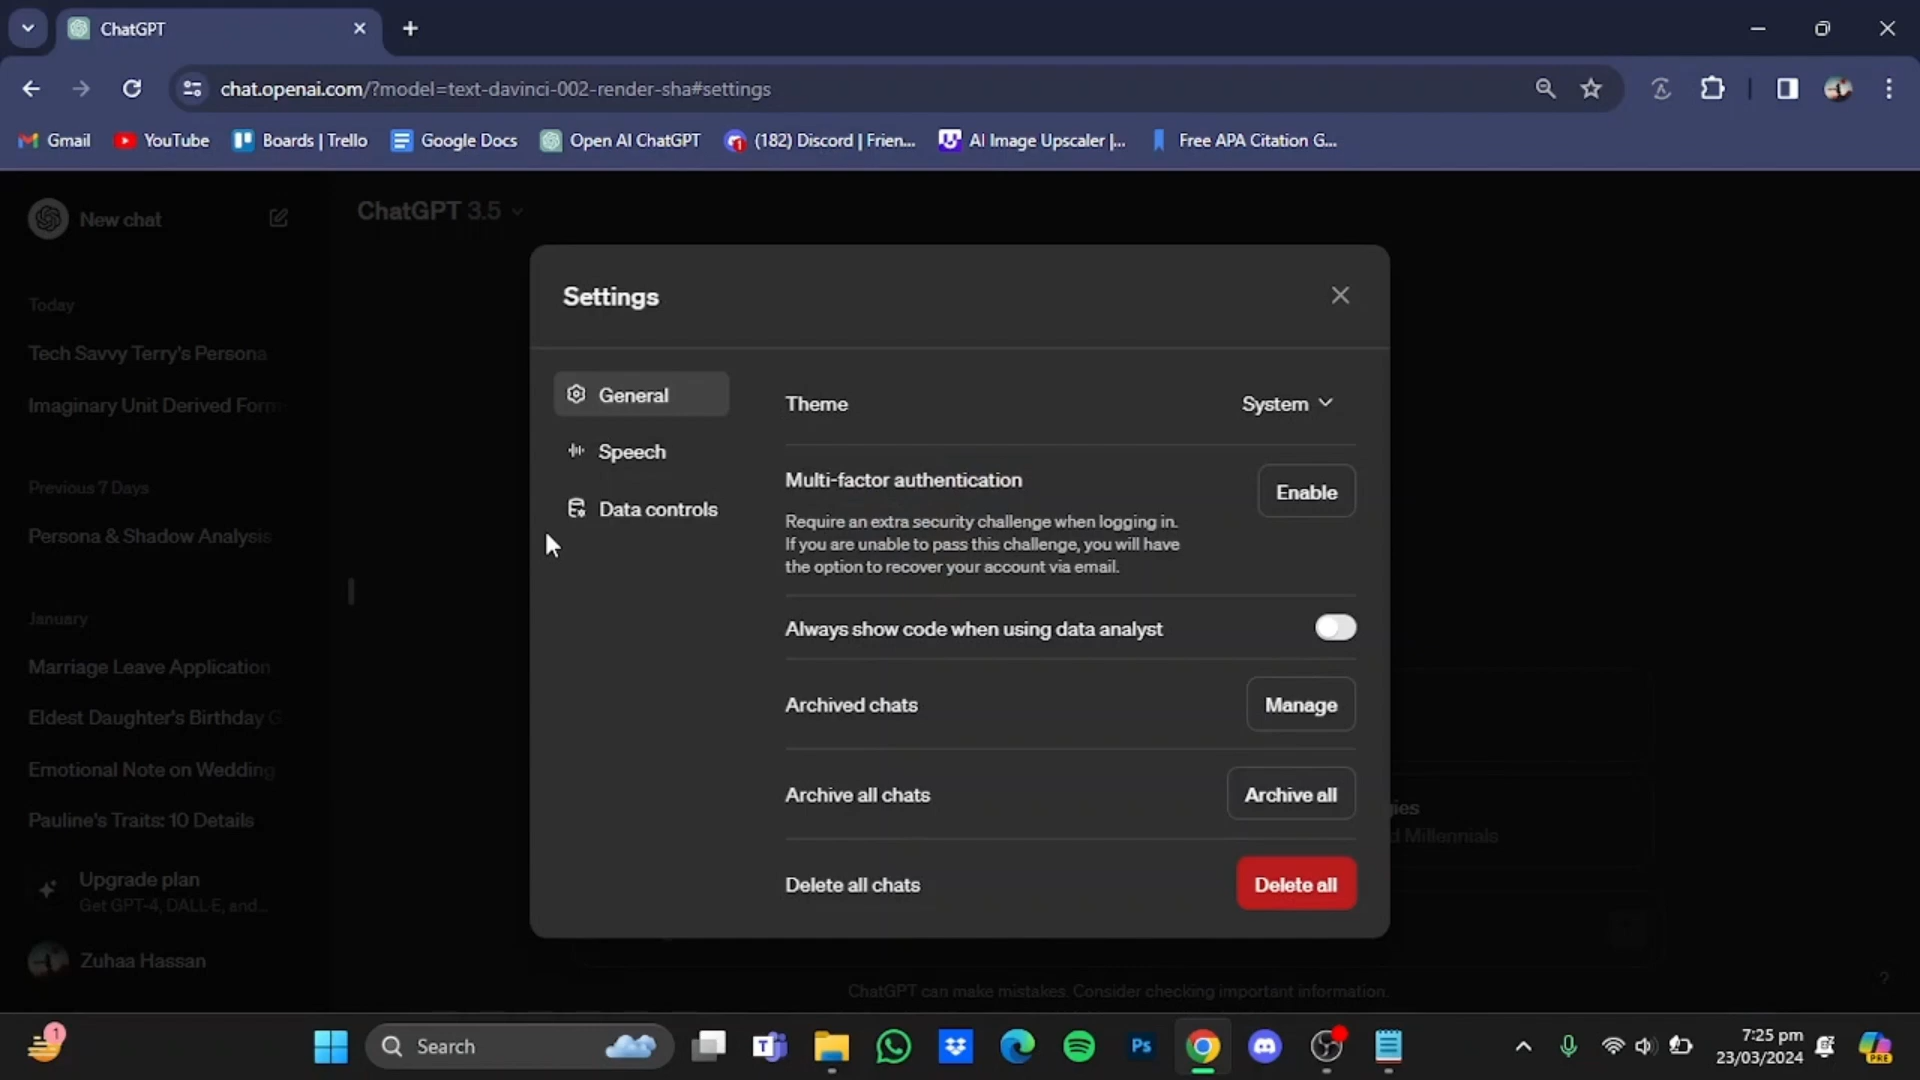 ChatGPT
chat.openai.com/?model=text-davinci-002-render-sha#settings
Gmail
YouTube
Boards | Trello
Google Docs
Open AI ChatGPT
(182) Discord | Frien...
AI Image Upscaler |...
Free APA Citation G...
New chat
ChatGPT 3.5
Today
Tech Savvy Terry's Persona
Imaginary Unit Derived Form
Previous 7 Days
Persona & Shadow Analysis
January
Marriage Leave Application
Eldest Daughter's Birthday G
Emotional Note on Wedding
Pauline's Traits: 10 Details
Upgrade plan
Get GPT-4, DALL·E, and...
Zuhaa Hassan
Settings
General
Speech
Data controls
Theme
System
Multi-factor authentication
Enable
Require an extra security challenge when logging in.
If you are unable to pass this challenge, you will have
the option to recover your account via email.
Always show code when using data analyst
Archived chats
Manage
Archive all chats
Archive all
Delete all chats
Delete all
d Millennials
ChatGPT can make mistakes. Consider checking important information.
?
1
Search
T
Ps
7:25 pm
23/03/2024
PRE